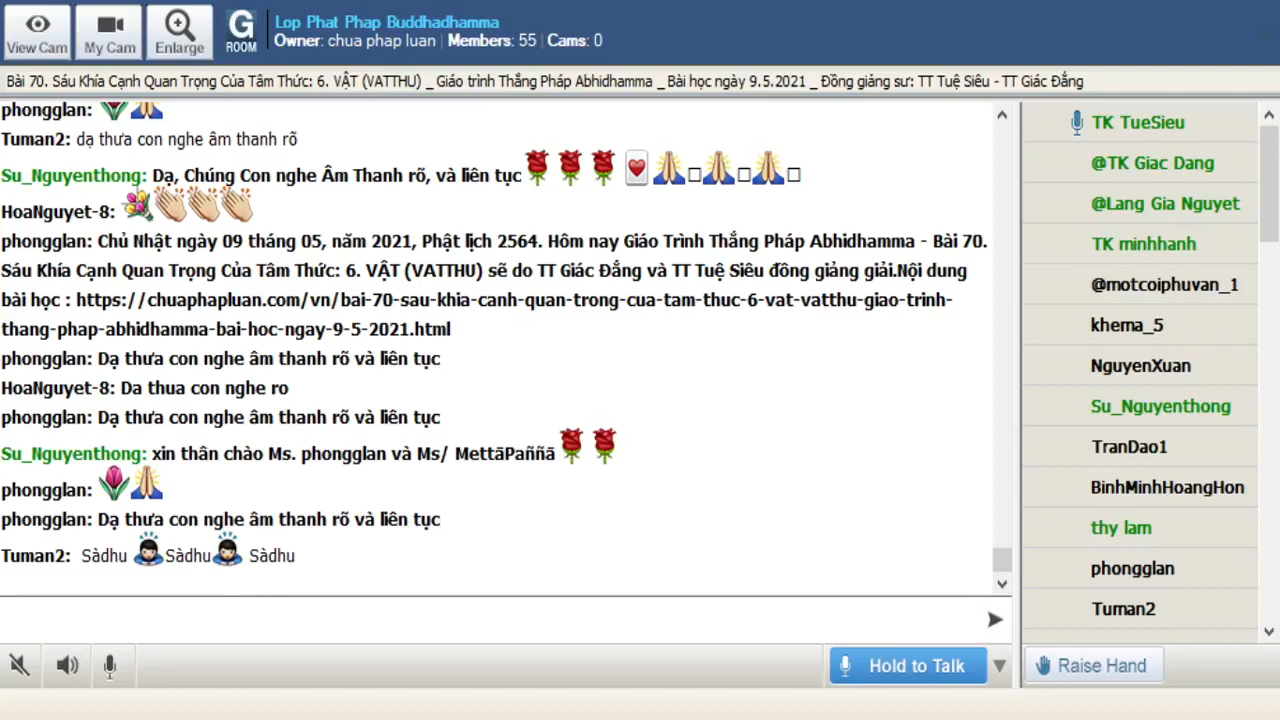 View Cam
My Cam
Enlarge
G
ROOM
Lop Phat Phap Buddhadhamma
Owner: chua phap luan | Members: 55 | Cams: 0
Bài 70. Sáu Khía Cạnh Quan Trọng Của Tâm Thức: 6. VẬT (VATTHU) _ Giáo trình Thắng Pháp Abhidhamma _ Bài học ngày 9.5.2021 _ Đồng giảng sư: TT Tuệ Siêu - TT Giác Đẳng
phongglan:
Tuman2: dạ thưa con nghe âm thanh rõ
Su_Nguyenthong: Dạ, Chúng Con nghe Âm Thanh rõ, và liên tục
HoaNguyet-8:
phongglan: Chủ Nhật ngày 09 tháng 05, năm 2021, Phật lịch 2564. Hôm nay Giáo Trình Thắng Pháp Abhidhamma - Bài 70.
Sáu Khía Cạnh Quan Trọng Của Tâm Thức: 6. VẬT (VATTHU) sẽ do TT Giác Đẳng và TT Tuệ Siêu đồng giảng giải.Nội dung
bài học : https://chuaphapluan.com/vn/bai-70-sau-khia-canh-quan-trong-cua-tam-thuc-6-vat-vatthu-giao-trinh-
thang-phap-abhidhamma-bai-hoc-ngay-9-5-2021.html
phongglan: Dạ thưa con nghe âm thanh rõ và liên tục
HoaNguyet-8: Da thua con nghe ro
phongglan: Dạ thưa con nghe âm thanh rõ và liên tục
Su_Nguyenthong: xin thân chào Ms. phongglan và Ms/ MettāPaññā
phongglan:
phongglan: Dạ thưa con nghe âm thanh rõ và liên tục
Tuman2: Sàdhu Sàdhu Sàdhu
TK TueSieu
@TK Giac Dang
@Lang Gia Nguyet
TK minhhanh
@motcoiphuvan_1
khema_5
NguyenXuan
Su_Nguyenthong
TranDao1
BinhMinhHoangHon
thy lam
phongglan
Tuman2
Hold to Talk
Raise Hand